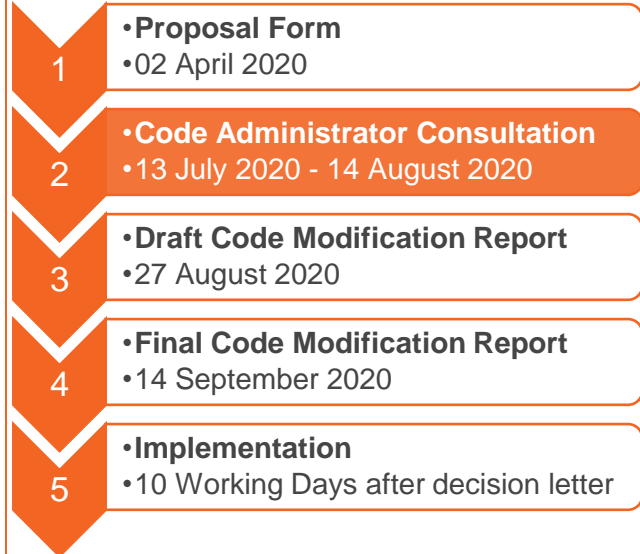 1
•Proposal Form
•02 April 2020
2
•Code Administrator Consultation
•13 July 2020 - 14 August 2020
3
•Draft Code Modification Report
•27 August 2020
4
•Final Code Modification Report
•14 September 2020
5
•Implementation
•10 Working Days after decision letter